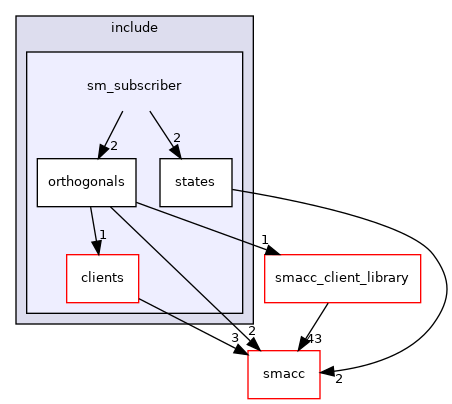 include
sm_subscriber
2
2
orthogonals
states
1
1
clients
smacc_client_library
3
2
43
smacc
2